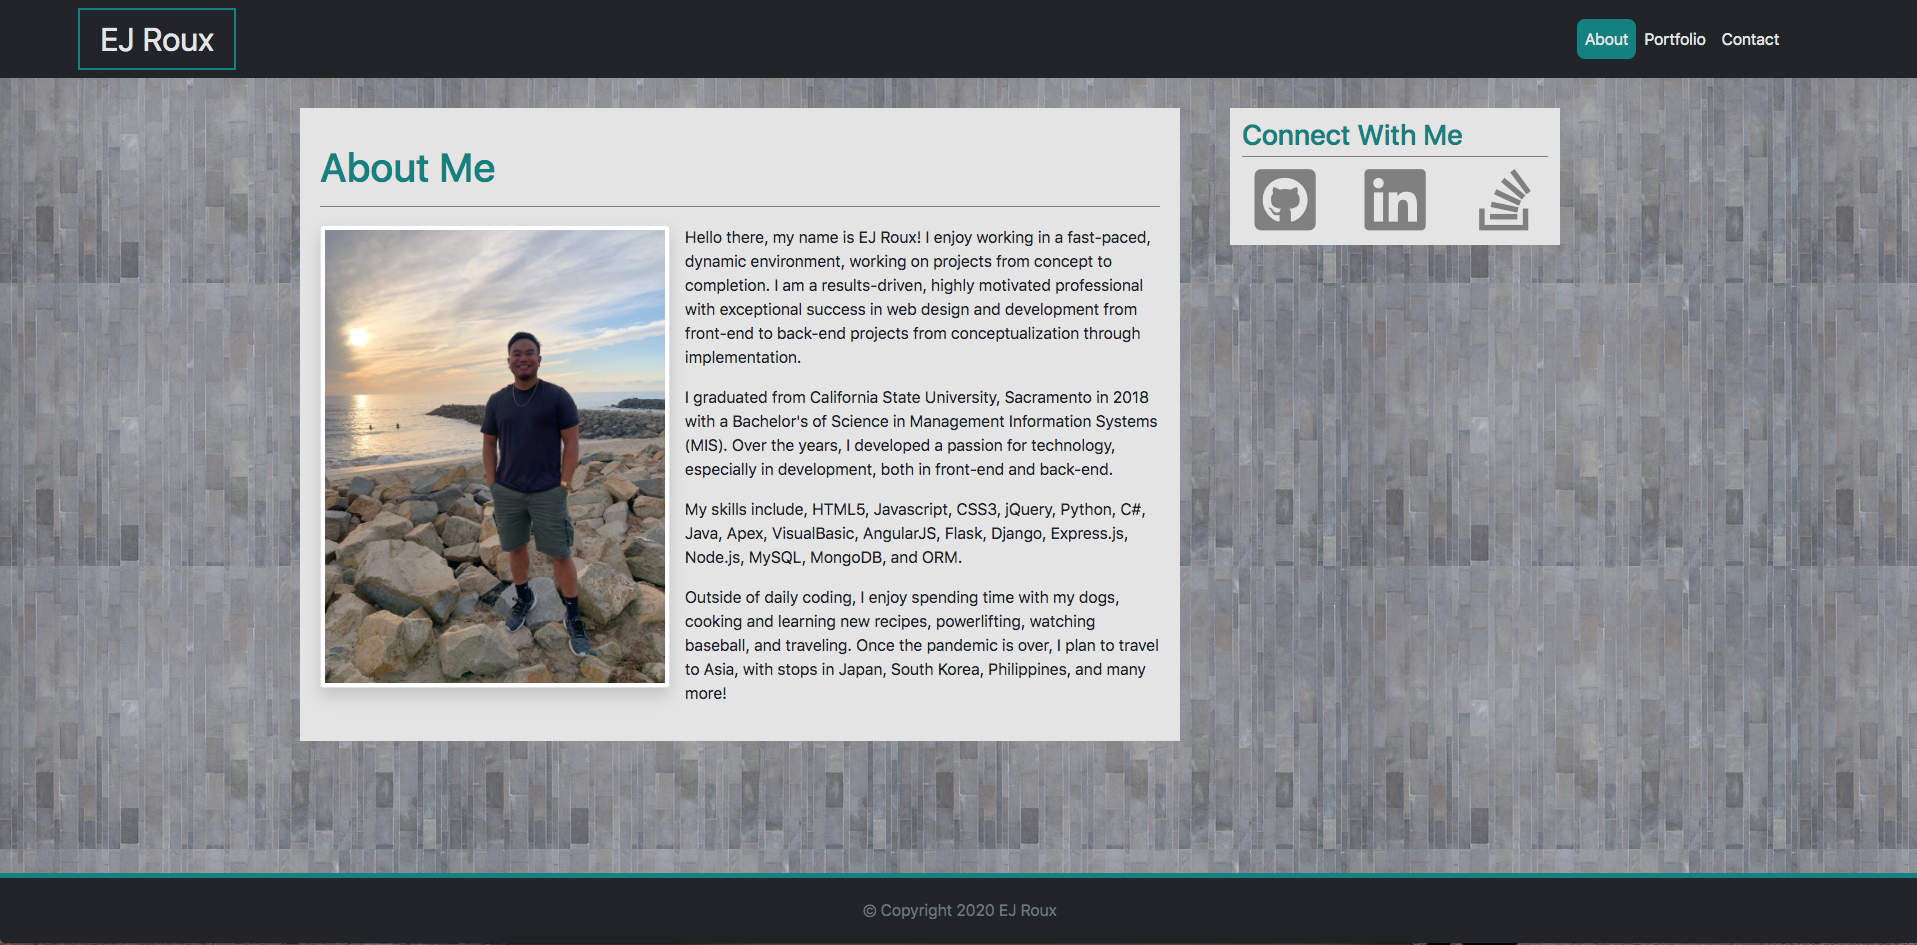 EJ Roux
About Portfolio Contact
About Me
Hello there, my name is EJ Roux! I enjoy working in a fast-paced,
dynamic environment, working on projects from concept to
completion. I am a results-driven, highly motivated professional
with exceptional success in web design and development from
front-end to back-end projects from conceptualization through
implementation.
I graduated from California State University, Sacramento in 2018
with a Bachelor's of Science in Management Information Systems
(MIS). Over the years, I developed a passion for technology,
especially in development, both in front-end and back-end.
My skills include, HTML5, Javascript, CSS3, jQuery, Python, C#,
Java, Apex, VisualBasic, AngularJS, Flask, Django, Express.js,
Node.js, MySQL, MongoDB, and ORM.
Outside of daily coding, I enjoy spending time with my dogs,
cooking and learning new recipes, powerlifting, watching
baseball, and traveling. Once the pandemic is over, I plan to travel
to Asia, with stops in Japan, South Korea, Philippines, and many
more!
Connect With Me
in
© Copyright 2020 EJ Roux